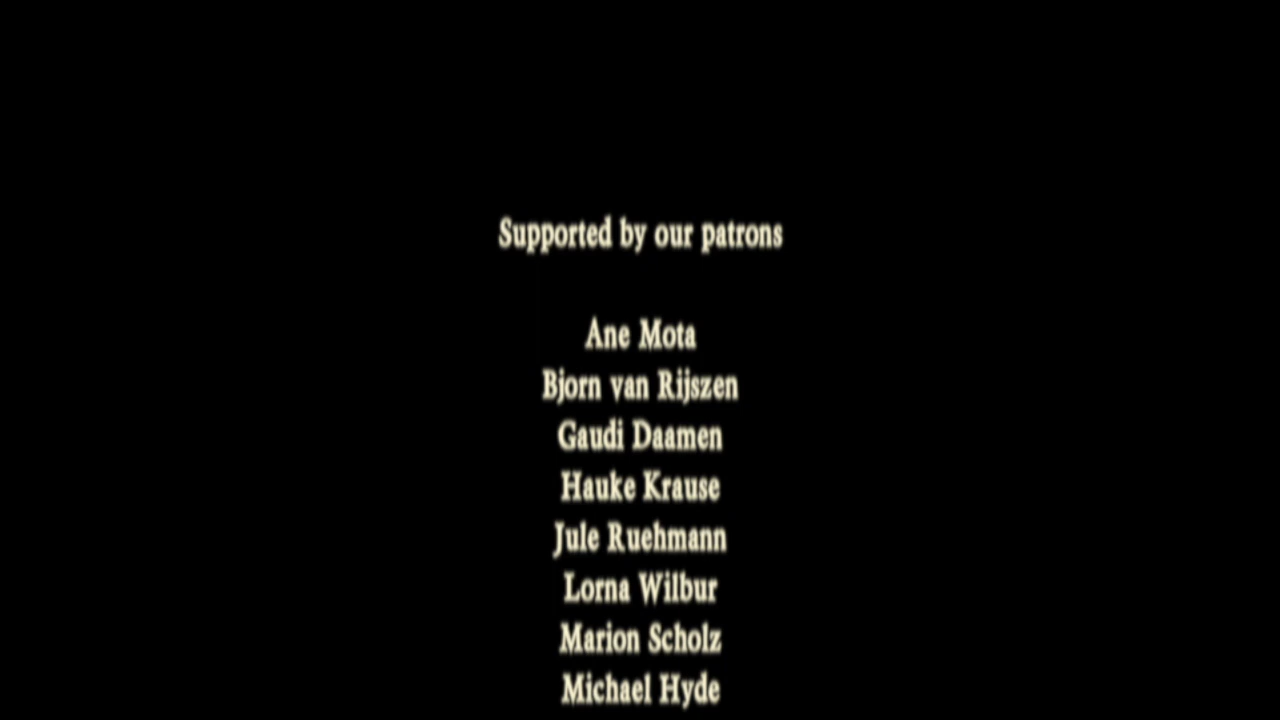 Supported by our patrons
Ane Mota
Bjorn van Rijszen
Gaudi Daamen
Hauke Krause
Jule Ruehmann
Lorna Wilbur
Marion Scholz
Michael Hyde